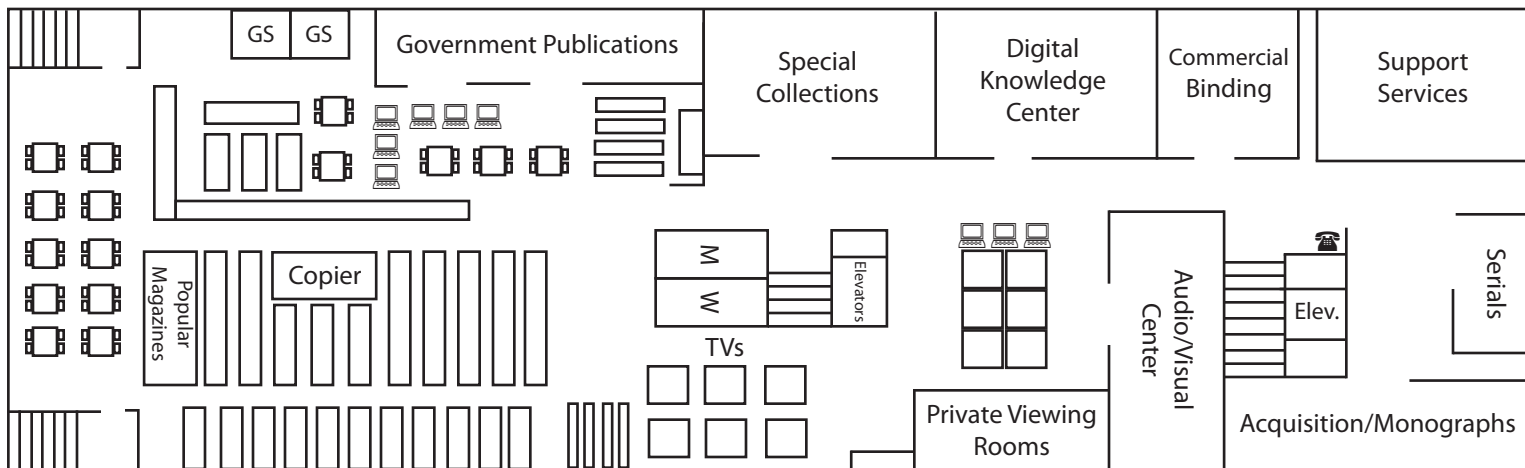 GS
GS
Government Publications
Special
Collections
Digital
Knowledge
Center
Commercial
Binding
Support
Services
Popular
Magazines
Copier
M
W
Elevators
TVs
Audio/Visual
Center
Elev.
Serials
Private Viewing
Rooms
Acquisition/Monographs